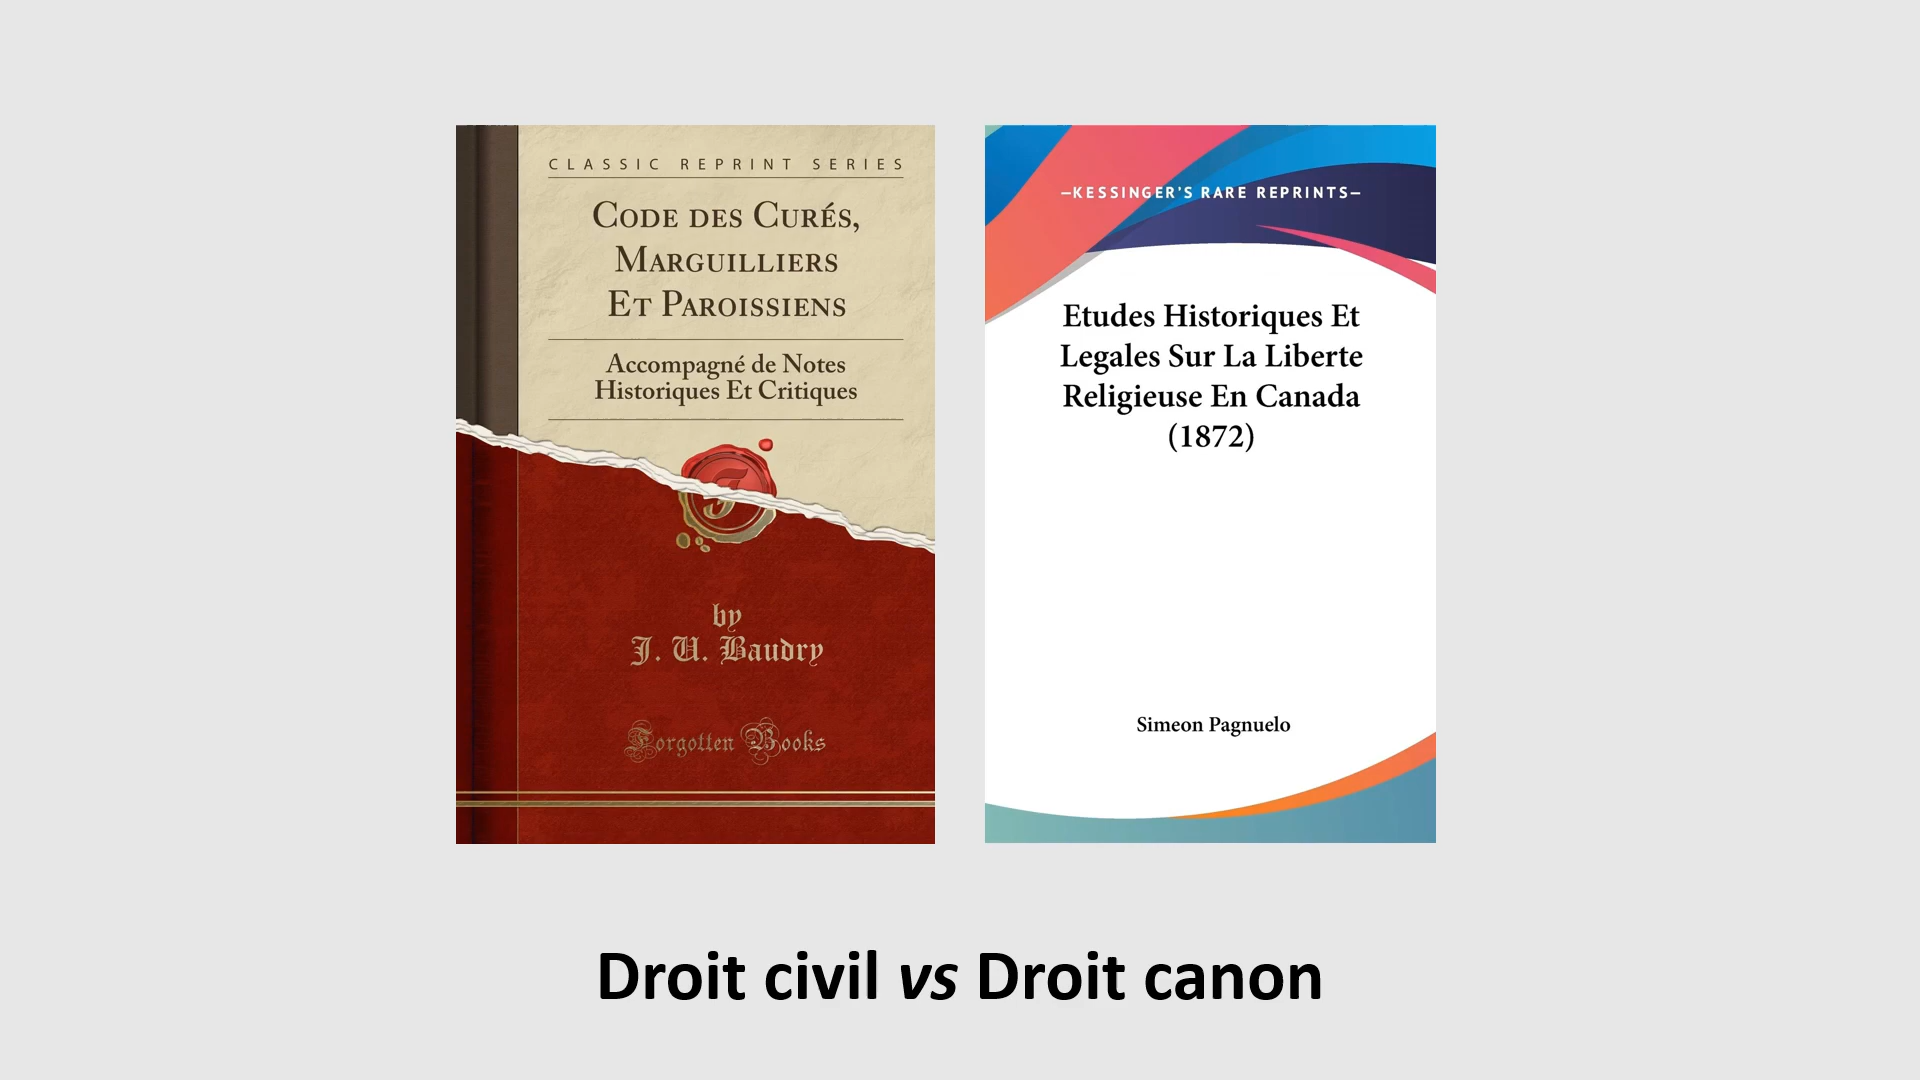 CLASSIC REPRINT SERIES
CODE DES CURÉS,
MARGUILLIERS
ET PAROISSIENS
Accompagné de Notes
Historiques Et Critiques
by
J. U. Baudry
Forgotten Books
–KESSINGER'S RARE REPRINTS–
Etudes Historiques Et
Legales Sur La Liberte
Religieuse En Canada
(1872)
Simeon Pagnuelo
Droit civil vs Droit canon